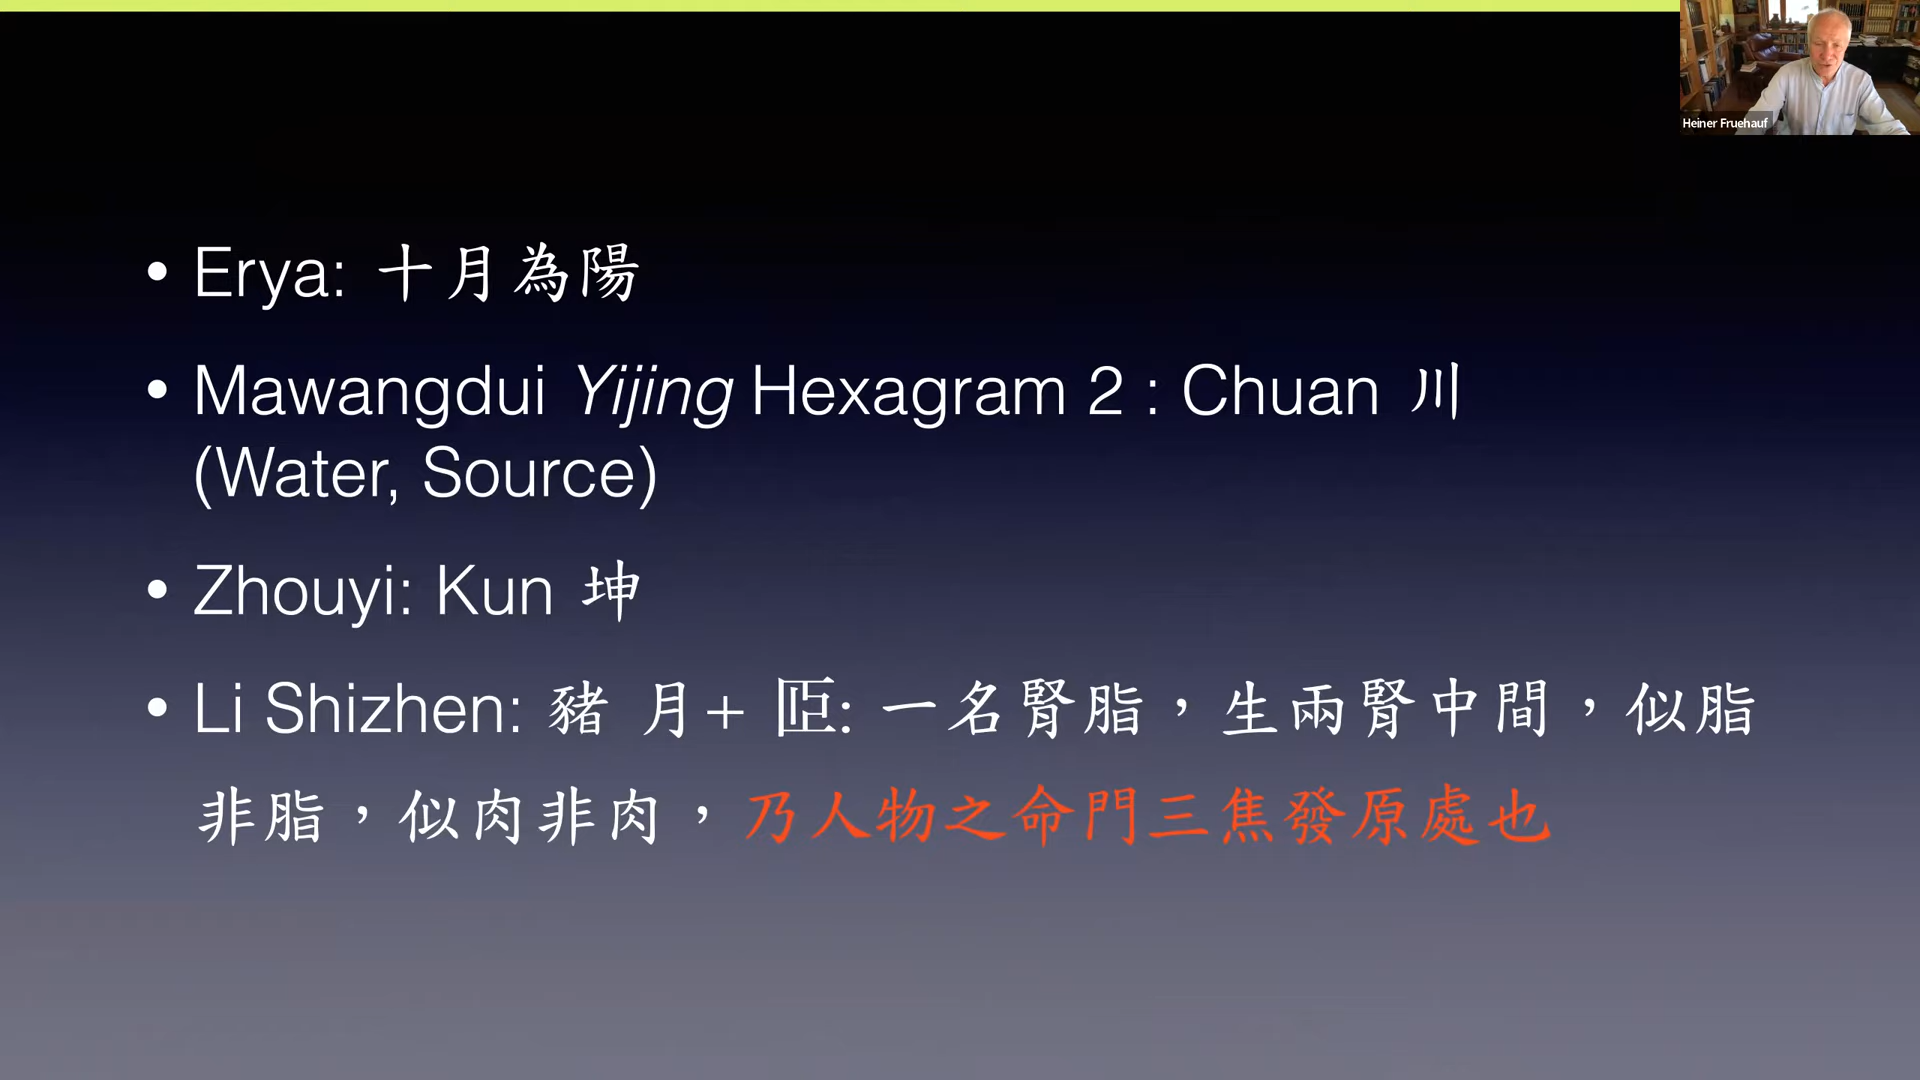 Heiner Fruehauf
• Erya: 十月為陽
• Mawangdui Yijing Hexagram 2 : Chuan 川
(Water, Source)
• Zhouyi: Kun 坤
• Li Shizhen: 豬 月+ 𦣞: 一名腎脂，生兩腎中間，似脂
非脂，似肉非肉，乃人物之命門三焦發原處也